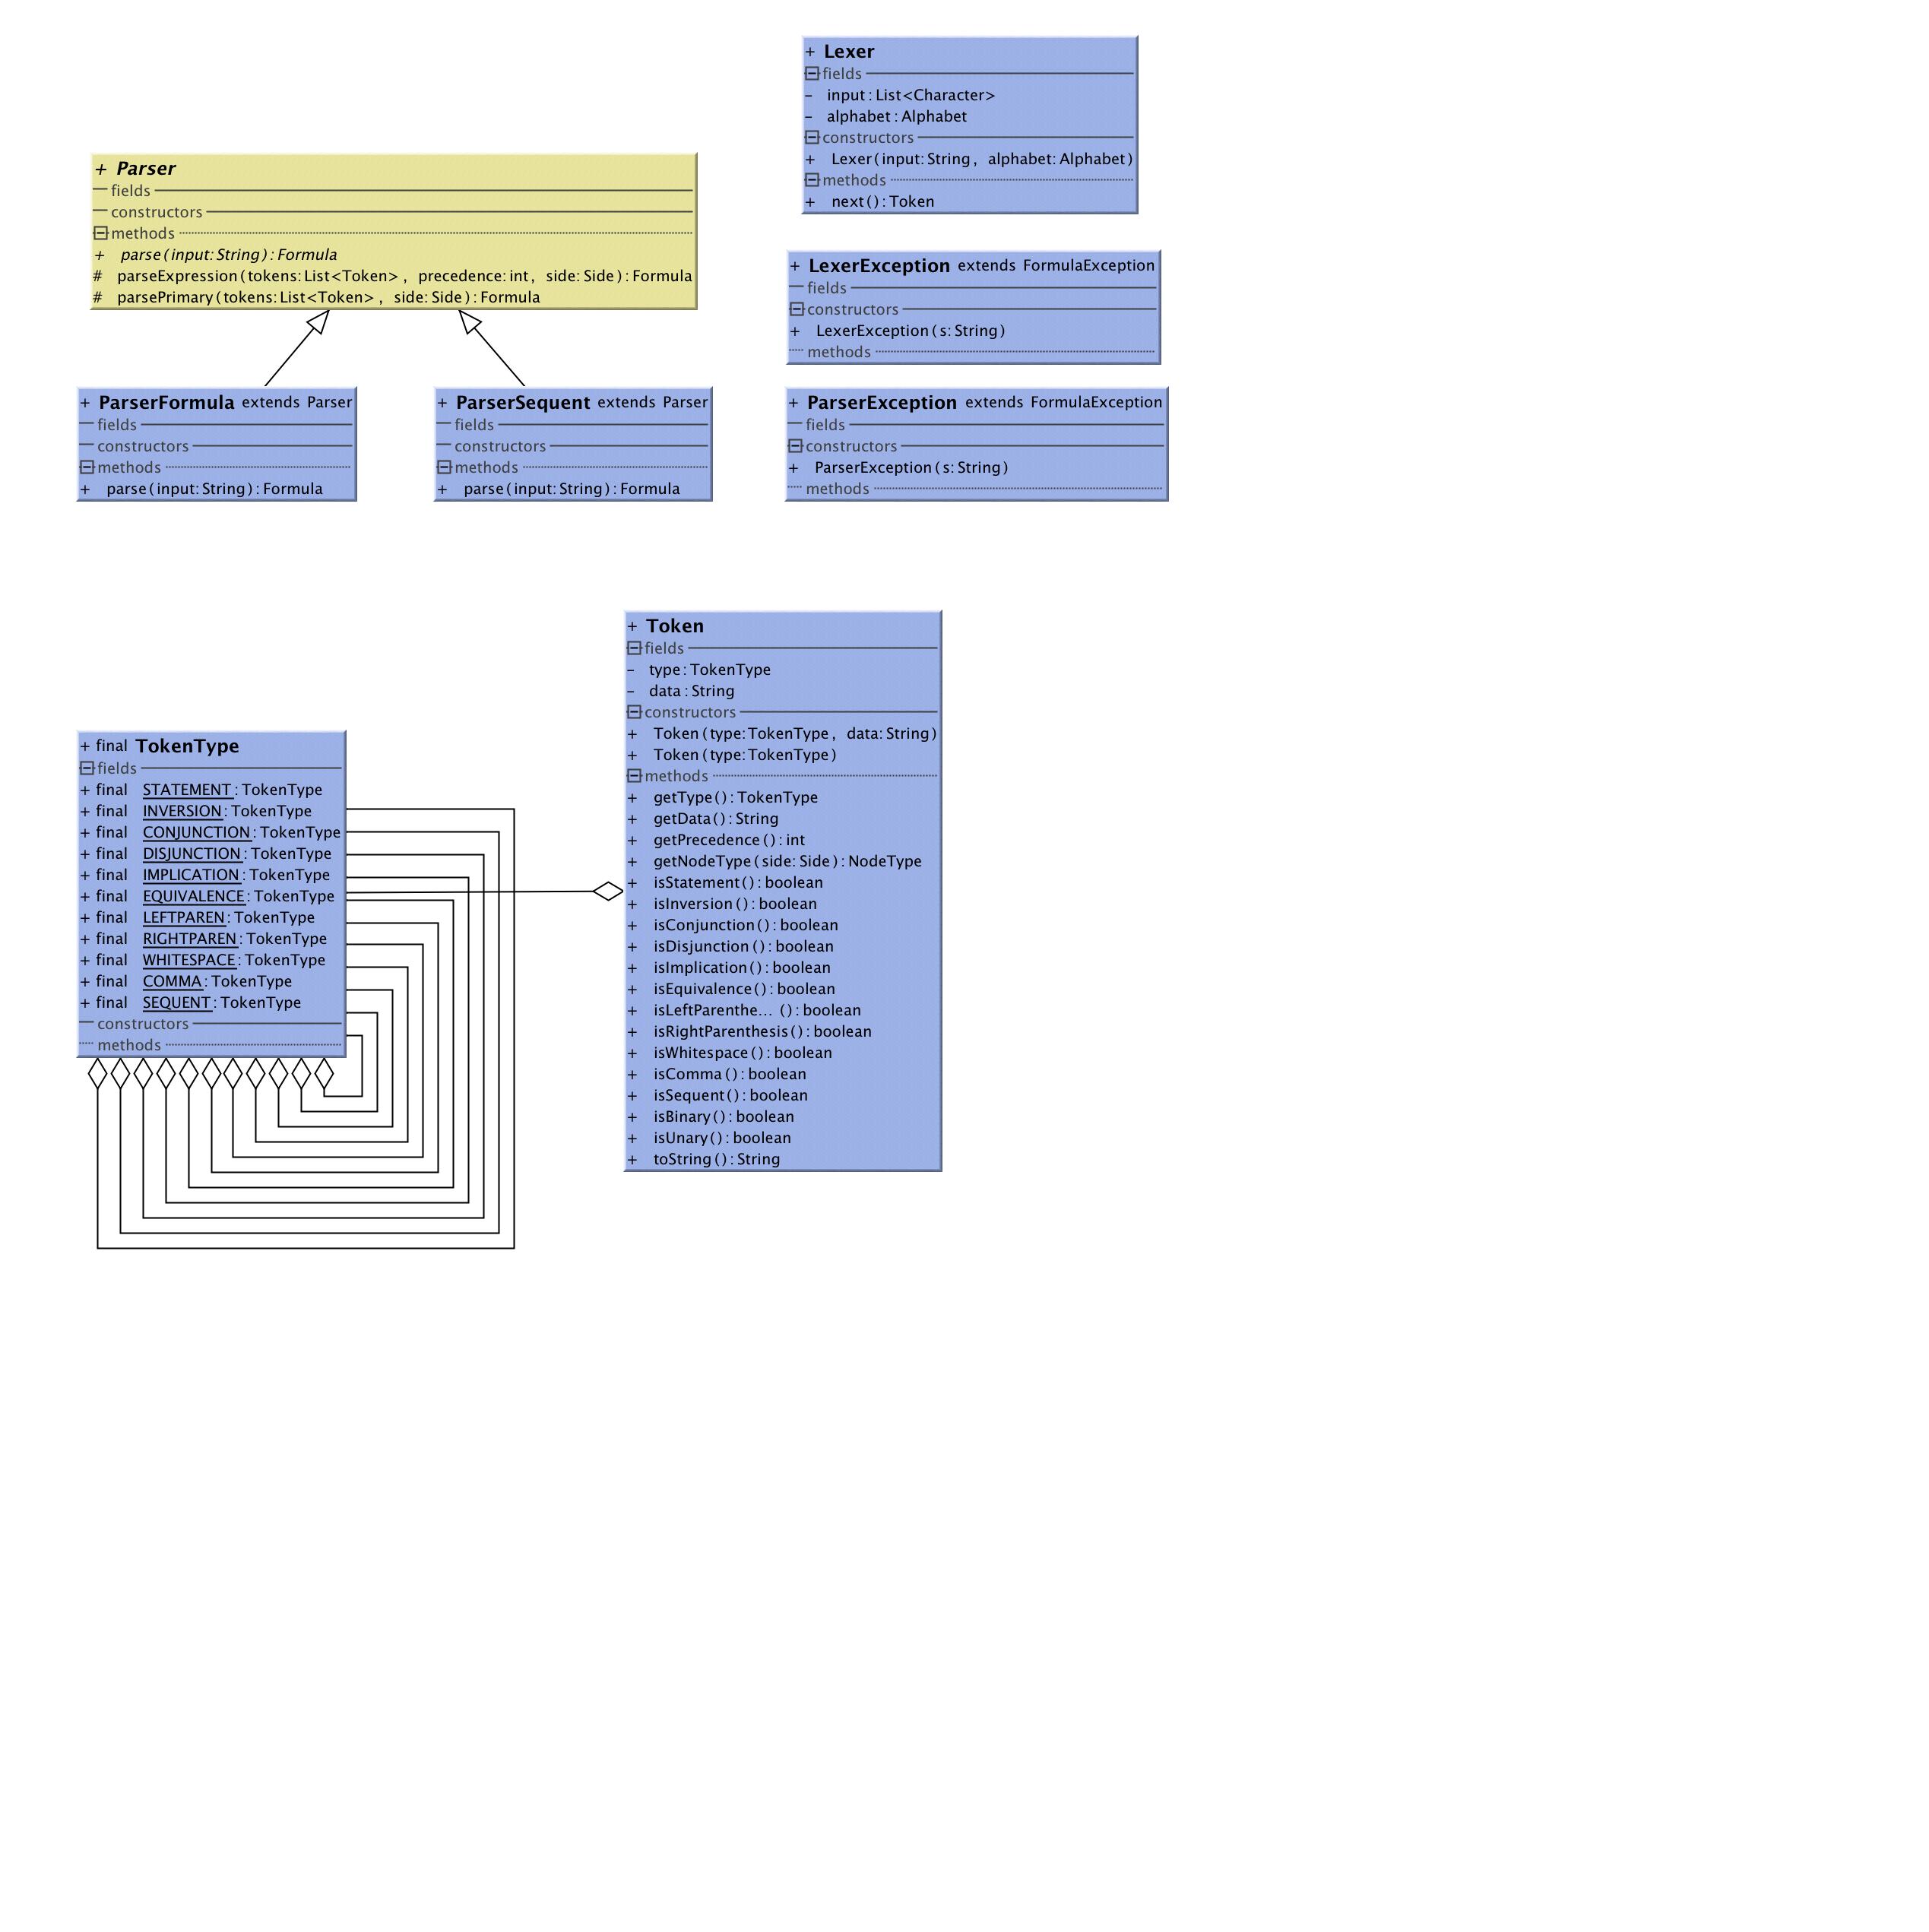 + Parser
fields
constructors
methods
+ parse(input:String):Formula
# parseExpression(tokens:List<Token>, precedence:int, side:Side):Formula
# parsePrimary(tokens:List<Token>, side:Side):Formula
+ ParserFormula extends Parser
fields
constructors
methods
+ parse(input:String):Formula
+ ParserSequent extends Parser
fields
constructors
methods
+ parse(input:String):Formula
+ Lexer
fields
- input:List<Character>
- alphabet:Alphabet
constructors
+ Lexer(input:String, alphabet:Alphabet)
methods
+ next():Token
+ LexerException extends FormulaException
fields
constructors
+ LexerException(s:String)
methods
+ ParserException extends FormulaException
fields
constructors
+ ParserException(s:String)
methods
+ final TokenType
fields
+ final STATEMENT:TokenType
+ final INVERSION:TokenType
+ final CONJUNCTION:TokenType
+ final DISJUNCTION:TokenType
+ final IMPLICATION:TokenType
+ final EQUIVALENCE:TokenType
+ final LEFTPAREN:TokenType
+ final RIGHTPAREN:TokenType
+ final WHITESPACE:TokenType
+ final COMMA:TokenType
+ final SEQUENT:TokenType
constructors
methods
+ Token
fields
- type:TokenType
- data:String
constructors
+ Token(type:TokenType, data:String)
+ Token(type:TokenType)
methods
+ getType():TokenType
+ getData():String
+ getPrecedence():int
+ getNodeType(side:Side):NodeType
+ isStatement():boolean
+ isInversion():boolean
+ isConjunction():boolean
+ isDisjunction():boolean
+ isImplication():boolean
+ isEquivalence():boolean
+ isLeftParenthe... ():boolean
+ isRightParenthesis():boolean
+ isWhitespace():boolean
+ isComma():boolean
+ isSequent():boolean
+ isBinary():boolean
+ isUnary():boolean
+ toString():String